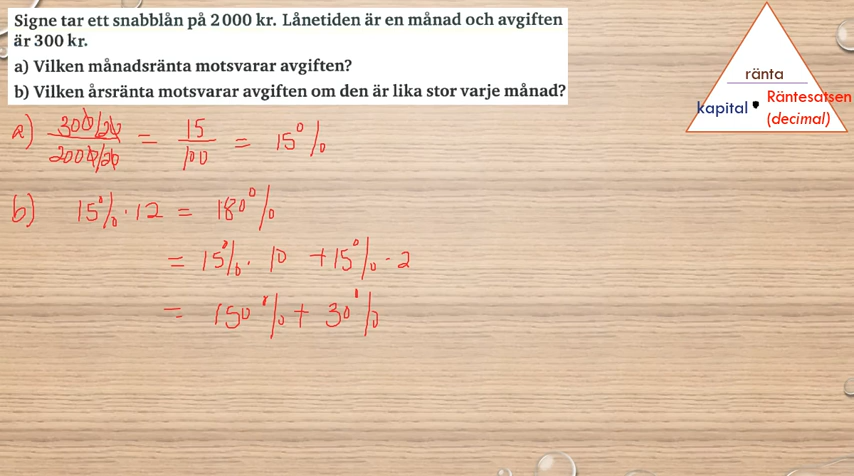 Signe tar ett snabblån på 2 000 kr. Lånetiden är en månad och avgiften
är 300 kr.
a) Vilken månadsränta motsvarar avgiften?
b) Vilken årsränta motsvarar avgiften om den är lika stor varje månad?
ränta
kapital • Räntesatsen
(decimal)
a) 300/20 / 2000/20 = 15/100 = 15%
b) 15% · 12 = 180%
= 15% · 10 + 15% · 2
= 150% + 30%